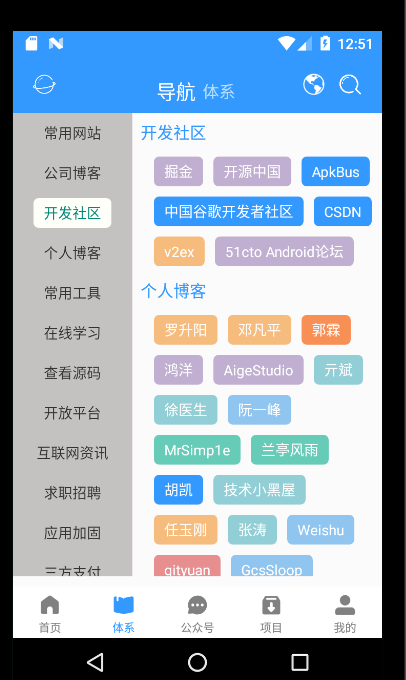 12:51
导航 体系
常用网站
公司博客
开发社区
个人博客
常用工具
在线学习
查看源码
开放平台
互联网资讯
求职招聘
应用加固
三方支付
开发社区
掘金 开源中国 ApkBus
中国谷歌开发者社区 CSDN
v2ex 51cto Android论坛
个人博客
罗升阳 邓凡平 郭霖
鸿洋 AigeStudio 亓斌
徐医生 阮一峰
MrSimp1e 兰亭风雨
胡凯 技术小黑屋
任玉刚 张涛 Weishu
gityuan GcsSloop
首页 体系 公众号 项目 我的